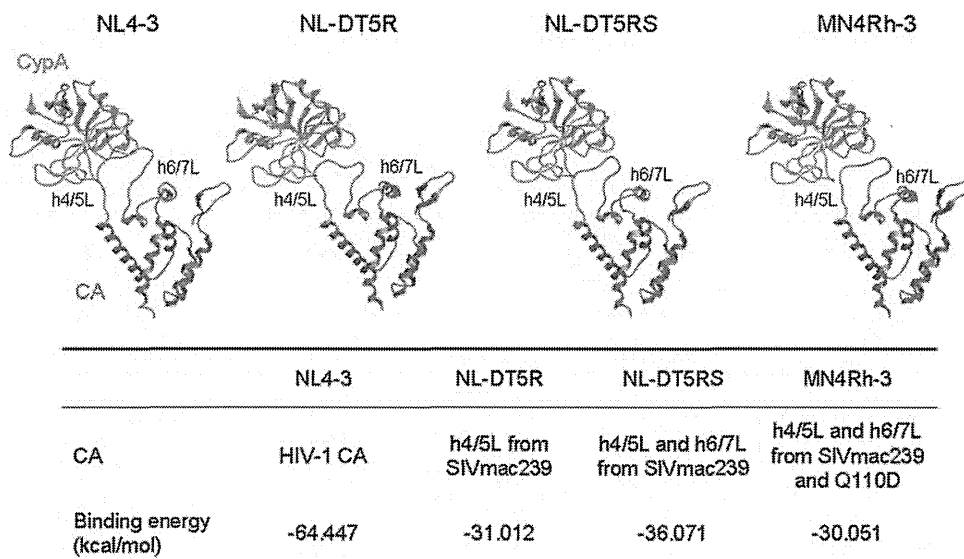 NL4-3 NL-DT5R NL-DT5RS MN4Rh-3
CypA
h6/7L h6/7L h6/7L h6/7L
h4/5L h4/5L h4/5L h4/5L
CA
NL4-3 NL-DT5R NL-DT5RS MN4Rh-3
CA HIV-1 CA h4/5L from SIVmac239 h4/5L and h6/7L from SIVmac239 h4/5L and h6/7L from SIVmac239 and Q110D
Binding energy (kcal/mol) -64.447 -31.012 -36.071 -30.051